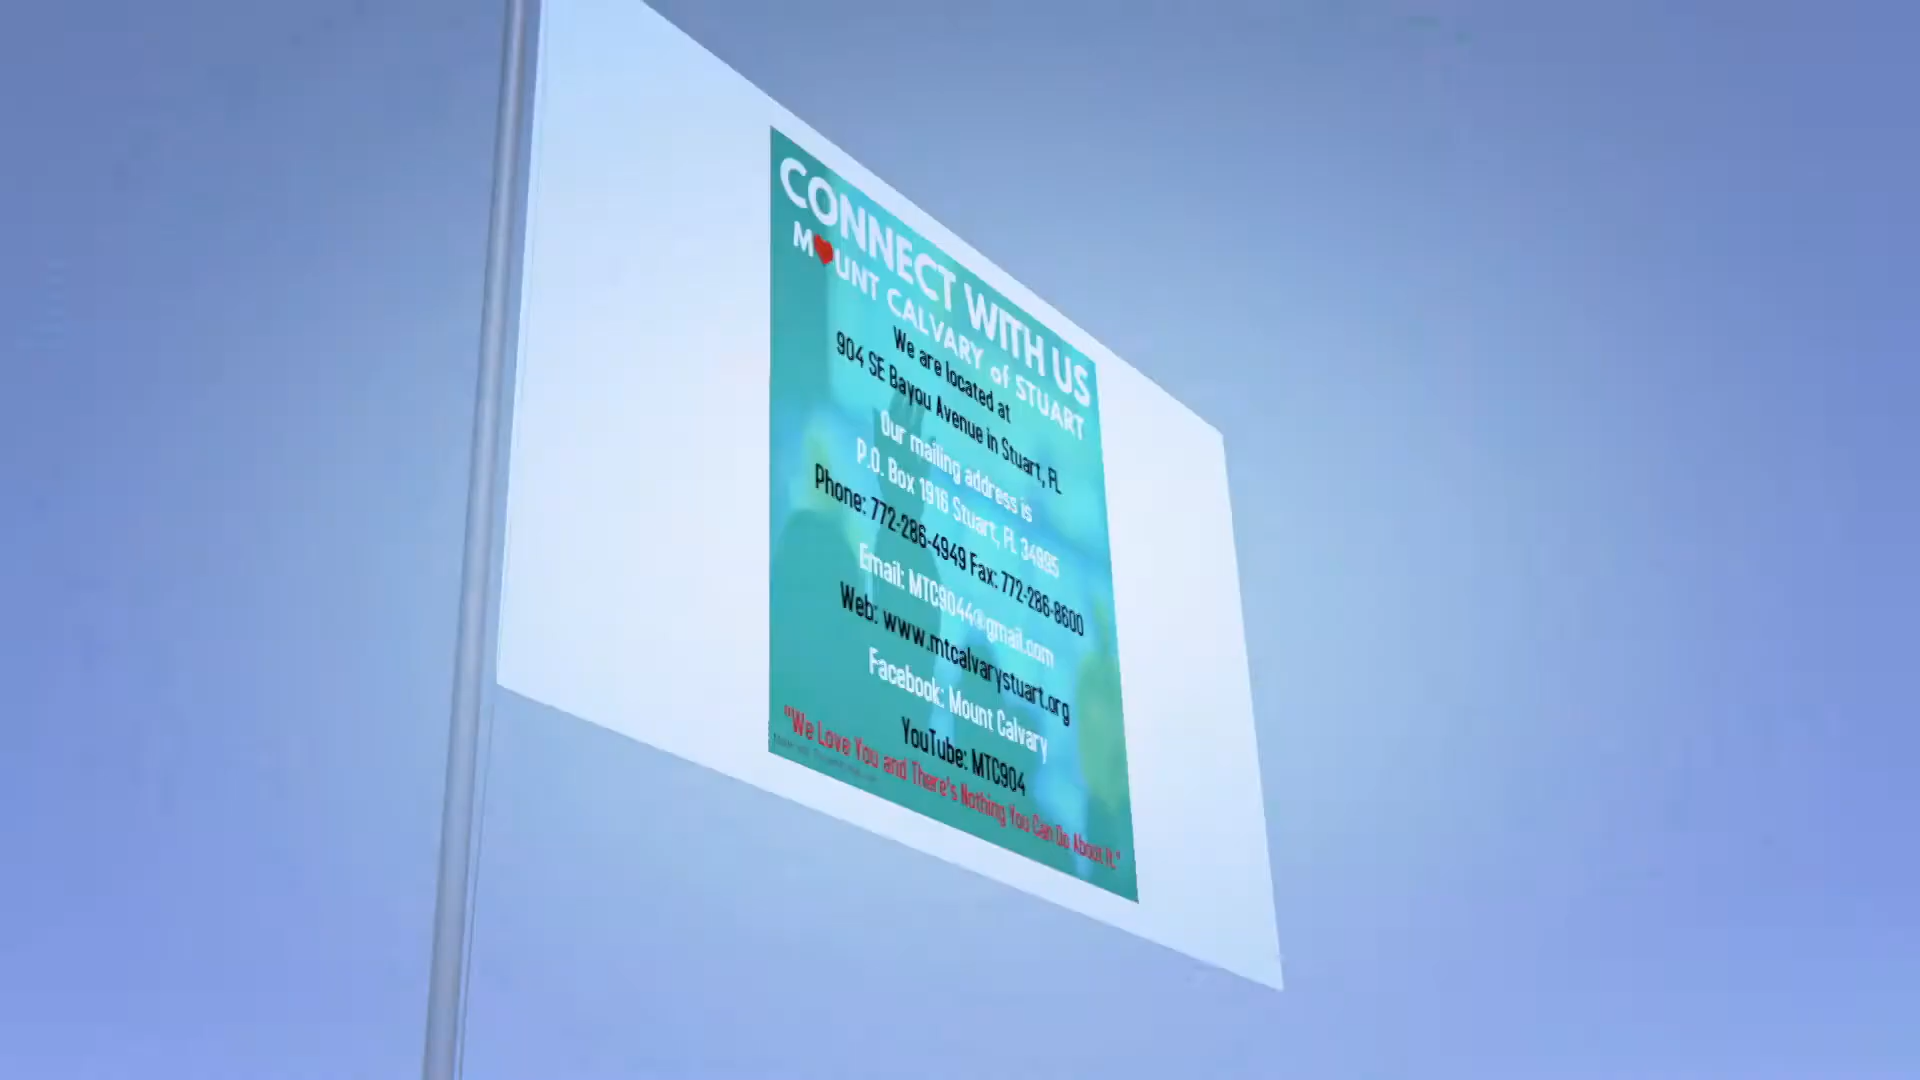 CONNECT WITH US
MOUNT CALVARY of STUART
We are located at
904 SE Bayou Avenue in Stuart, FL
Our mailing address is
P.O. Box 1916 Stuart, FL 34995
Phone: 772-286-4949 Fax: 772-286-8600
Email: MTC9044@gmail.com
Web: www.mtcalvarystuart.org
Facebook: Mount Calvary
YouTube: MTC904
"We Love You and There's Nothing You Can Do About It."